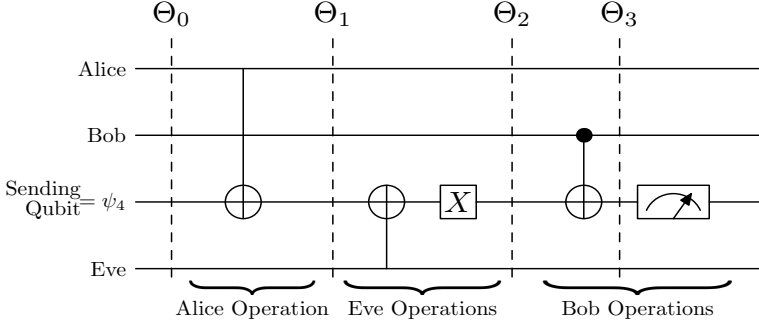 Θ₀ Θ₁ Θ₂ Θ₃
Alice
Bob
Sending
Qubit = ψ₄
X
Eve
Alice Operation Eve Operations Bob Operations